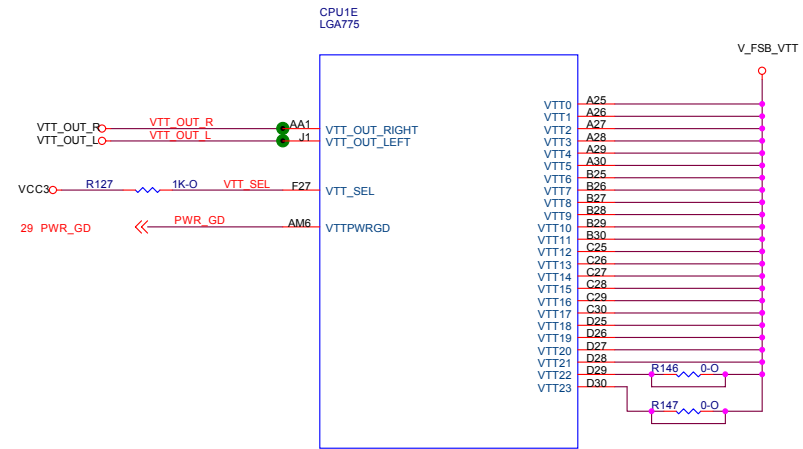 CPU1E
LGA775
V_FSB_VTT
VTT_OUT_R VTT_OUT_R AA1 VTT_OUT_RIGHT
VTT_OUT_L VTT_OUT_L J1 VTT_OUT_LEFT
VCC3 R127 1K-O VTT_SEL F27 VTT_SEL
29 PWR_GD PWR_GD AM6 VTTPWRGD
VTT0 A25
VTT1 A26
VTT2 A27
VTT3 A28
VTT4 A29
VTT5 A30
VTT6 B25
VTT7 B26
VTT8 B27
VTT9 B28
VTT10 B29
VTT11 B30
VTT12 C25
VTT13 C26
VTT14 C27
VTT15 C28
VTT16 C29
VTT17 C30
VTT18 D25
VTT19 D26
VTT20 D27
VTT21 D28
VTT22 D29 R146 0-O
VTT23 D30
R147 0-O